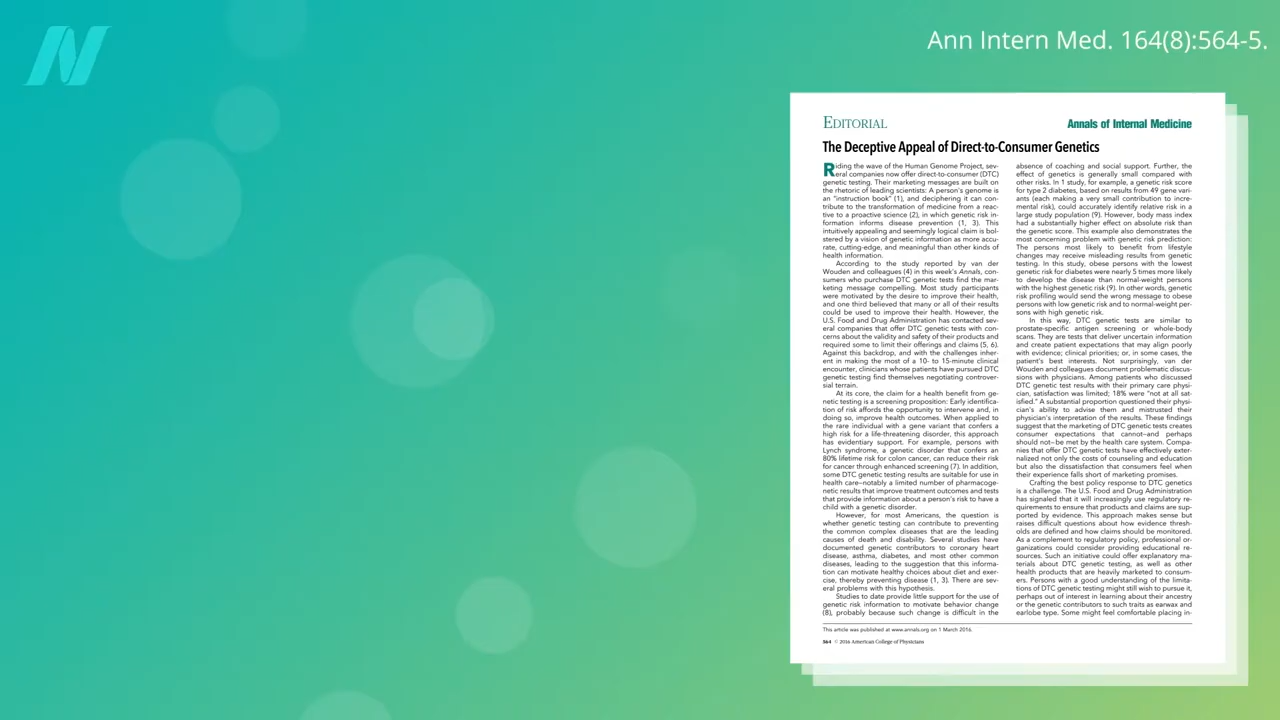 Ann Intern Med. 164(8):564-5.
EDITORIAL
Annals of Internal Medicine
The Deceptive Appeal of Direct-to-Consumer Genetics
Riding the wave of the Human Genome Project, sev-
eral companies now offer direct-to-consumer (DTC)
genetic testing. Their marketing messages are built on
the rhetoric of leading scientists: A person's genome is
an "instruction book" (1), and deciphering it can con-
tribute to the transformation of medicine from a reac-
tive to a proactive science (2), in which genetic risk in-
formation informs disease prevention (1, 3). This
intuitively appealing and seemingly logical claim is bol-
stered by a vision of genetic information as more accu-
rate, cutting-edge, and meaningful than other kinds of
health information.
According to the study reported by van der
Wouden and colleagues (4) in this week's Annals, con-
sumers who purchase DTC genetic tests find the mar-
keting message compelling. Most study participants
were motivated by the desire to improve their health,
and one third believed that many or all of their results
could be used to improve their health. However, the
U.S. Food and Drug Administration has contacted sev-
eral companies that offer DTC genetic tests with con-
cerns about the validity and safety of their products and
required some to limit their offerings and claims (5, 6).
Against this backdrop, and with the challenges inher-
ent in making the most of a 10- to 15-minute clinical
encounter, clinicians whose patients have pursued DTC
genetic testing find themselves negotiating controver-
sial terrain.
At its core, the claim for a health benefit from ge-
netic testing is a screening proposition: Early identifica-
tion of risk affords the opportunity to intervene and, in
doing so, improve health outcomes. When applied to
the rare individual with a gene variant that confers a
high risk for a life-threatening disorder, this approach
has evidentiary support. For example, persons with
Lynch syndrome, a genetic disorder that confers an
80% lifetime risk for colon cancer, can reduce their risk
for cancer through enhanced screening (7). In addition,
some DTC genetic testing results are suitable for use in
health care—notably a limited number of pharmacoge-
netic results that improve treatment outcomes and tests
that provide information about a person's risk to have a
child with a genetic disorder.
However, for most Americans, the question is
whether genetic testing can contribute to preventing
the common complex diseases that are the leading
causes of death and disability. Several studies have
documented genetic contributors to coronary heart
disease, asthma, diabetes, and most other common
diseases, leading to the suggestion that this informa-
tion can motivate healthy choices about diet and exer-
cise, thereby preventing disease (1, 3). There are sev-
eral problems with this hypothesis.
Studies to date provide little support for the use of
genetic risk information to motivate behavior change
(8), probably because such change is difficult in the
absence of coaching and social support. Further, the
effect of genetics is generally small compared with
other risks. In 1 study, for example, a genetic risk score
for type 2 diabetes, based on results from 49 gene vari-
ants (each making a very small contribution to incre-
mental risk), could accurately identify relative risk in a
large study population (9). However, body mass index
had a substantially higher effect on absolute risk than
the genetic score. This example also demonstrates the
most concerning problem with genetic risk prediction:
The persons most likely to benefit from lifestyle
changes may receive misleading results from genetic
testing. In this study, obese persons with the lowest
genetic risk for diabetes were nearly 5 times more likely
to develop the disease than normal-weight persons
with the highest genetic risk (9). In other words, genetic
risk profiling would send the wrong message to obese
persons with low genetic risk and to normal-weight per-
sons with high genetic risk.
In this way, DTC genetic tests are similar to
prostate-specific antigen screening or whole-body
scans. They are tests that deliver uncertain information
and create patient expectations that may align poorly
with evidence; clinical priorities; or, in some cases, the
patient's best interests. Not surprisingly, van der
Wouden and colleagues document problematic discus-
sions with physicians. Among patients who discussed
DTC genetic test results with their primary care physi-
cian, satisfaction was limited; 18% were "not at all sat-
isfied." A substantial proportion questioned their physi-
cian's ability to advise them and mistrusted their
physician's interpretation of the results. These findings
suggest that the marketing of DTC genetic tests creates
consumer expectations that cannot—and perhaps
should not—be met by the health care system. Compa-
nies that offer DTC genetic tests have effectively exter-
nalized not only the costs of counseling and education
but also the dissatisfaction that consumers feel when
their experience falls short of marketing promises.
Crafting the best policy response to DTC genetics
is a challenge. The U.S. Food and Drug Administration
has signaled that it will increasingly use regulatory re-
quirements to ensure that products and claims are sup-
ported by evidence. This approach makes sense but
raises difficult questions about how evidence thresh-
olds are defined and how claims should be monitored.
As a complement to regulatory policy, professional or-
ganizations could consider providing educational re-
sources. Such an initiative could offer explanatory ma-
terials about DTC genetic testing, as well as other
health products that are heavily marketed to consum-
ers. Persons with a good understanding of the limita-
tions of DTC genetic testing might still wish to pursue it,
perhaps out of interest in learning about their ancestry
or the genetic contributors to such traits as earwax and
earlobe type. Some might feel comfortable placing in-
This article was published at www.annals.org on 1 March 2016.
564 © 2016 American College of Physicians